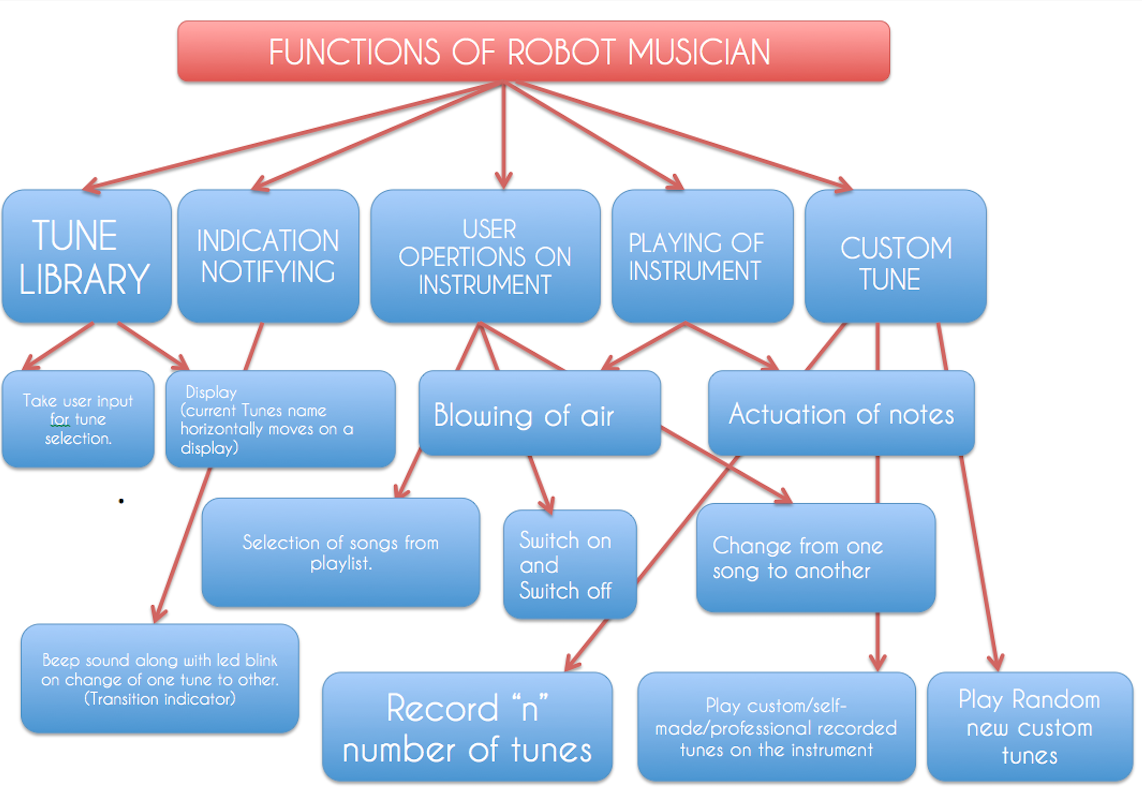 FUNCTIONS OF ROBOT MUSICIAN
TUNE
LIBRARY
INDICATION
NOTIFYING
USER
OPERTIONS ON
INSTRUMENT
PLAYING OF
INSTRUMENT
CUSTOM
TUNE
Take user input
for tune
selection.
Display
(current Tunes name
horizontally moves on a
display)
Blowing of air
Actuation of notes
Selection of songs from
playlist.
Switch on
and
Switch off
Change from one
song to another
Beep sound along with led blink
on change of one tune to other.
(Transition indicator)
Record “n”
number of tunes
Play custom/self-
made/professional recorded
tunes on the instrument
Play Random
new custom
tunes